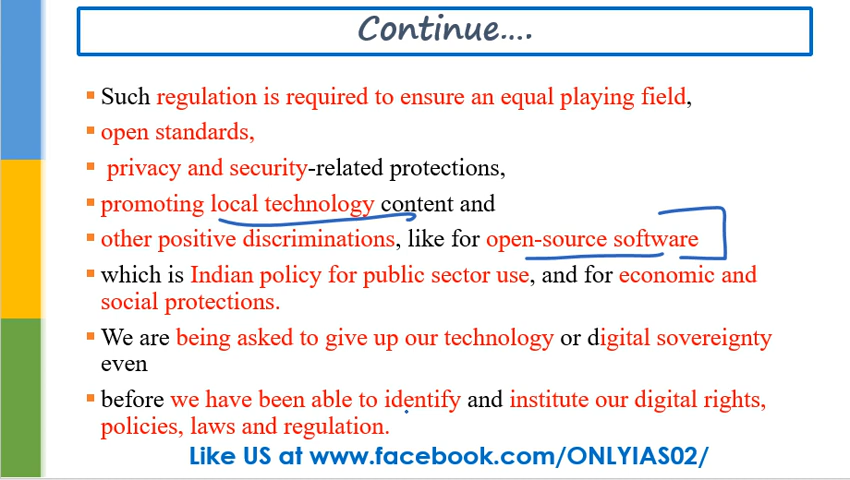 Continue....
Such regulation is required to ensure an equal playing field,
open standards,
privacy and security-related protections,
promoting local technology content and
other positive discriminations, like for open-source software
which is Indian policy for public sector use, and for economic and
social protections.
We are being asked to give up our technology or digital sovereignty
even
before we have been able to identify and institute our digital rights,
policies, laws and regulation.
Like US at www.facebook.com/ONLYIAS02/